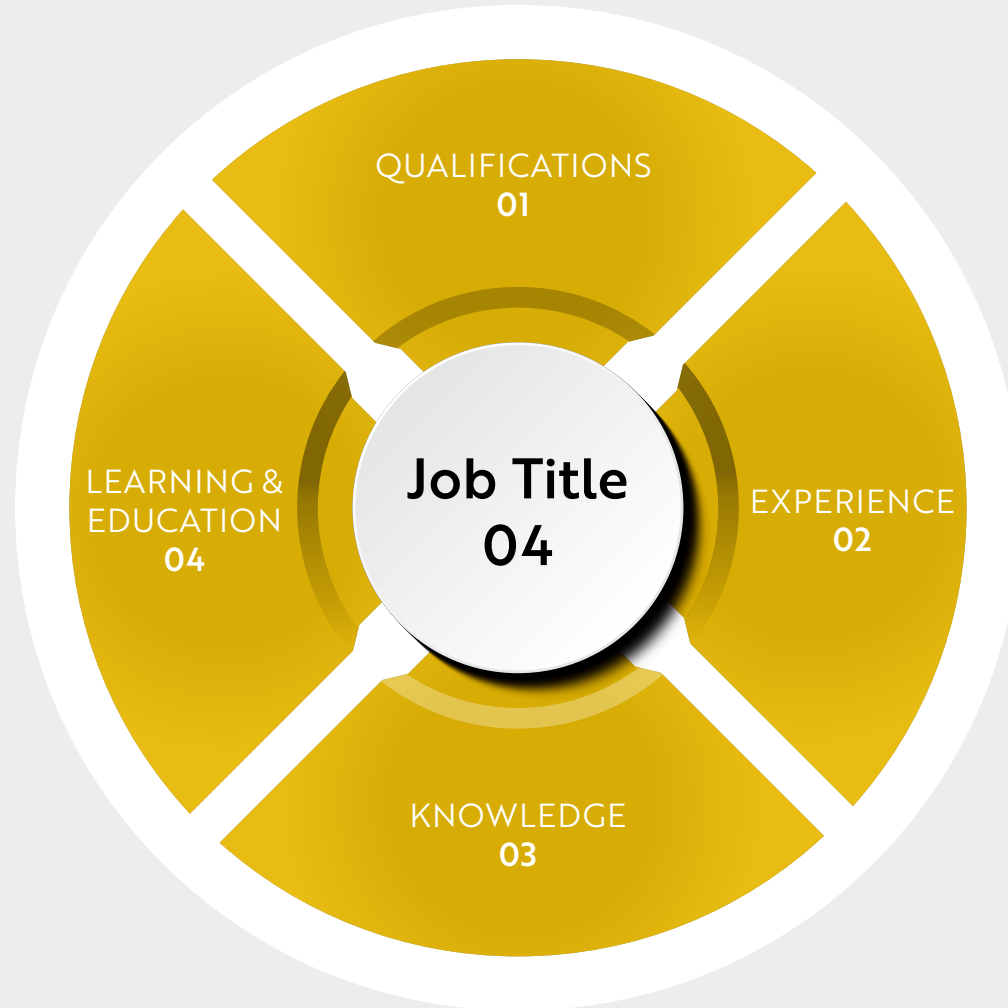 QUALIFICATIONS
01
Job Title
04
LEARNING &
EDUCATION
04
EXPERIENCE
02
KNOWLEDGE
03